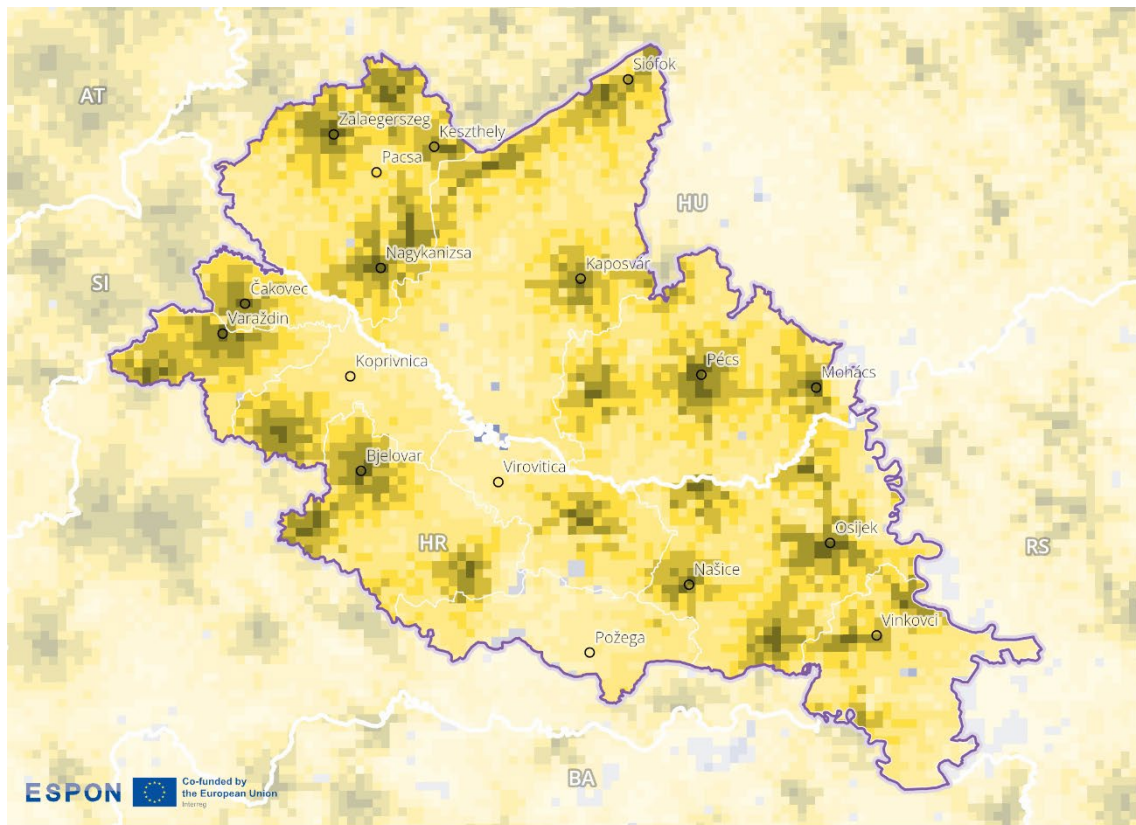 Siófok
AT
Zalaegerszeg
Keszthely
Pacsa
HU
Nagykanizsa
Kaposvár
SI
Čakovec
Varaždin
Koprivnica
Pécs
Mohács
Bjelovar
Virovitica
HR
Osijek
RS
Našice
Vinkovci
Požega
BA
ESPON
Co-funded by
the European Union
Interreg